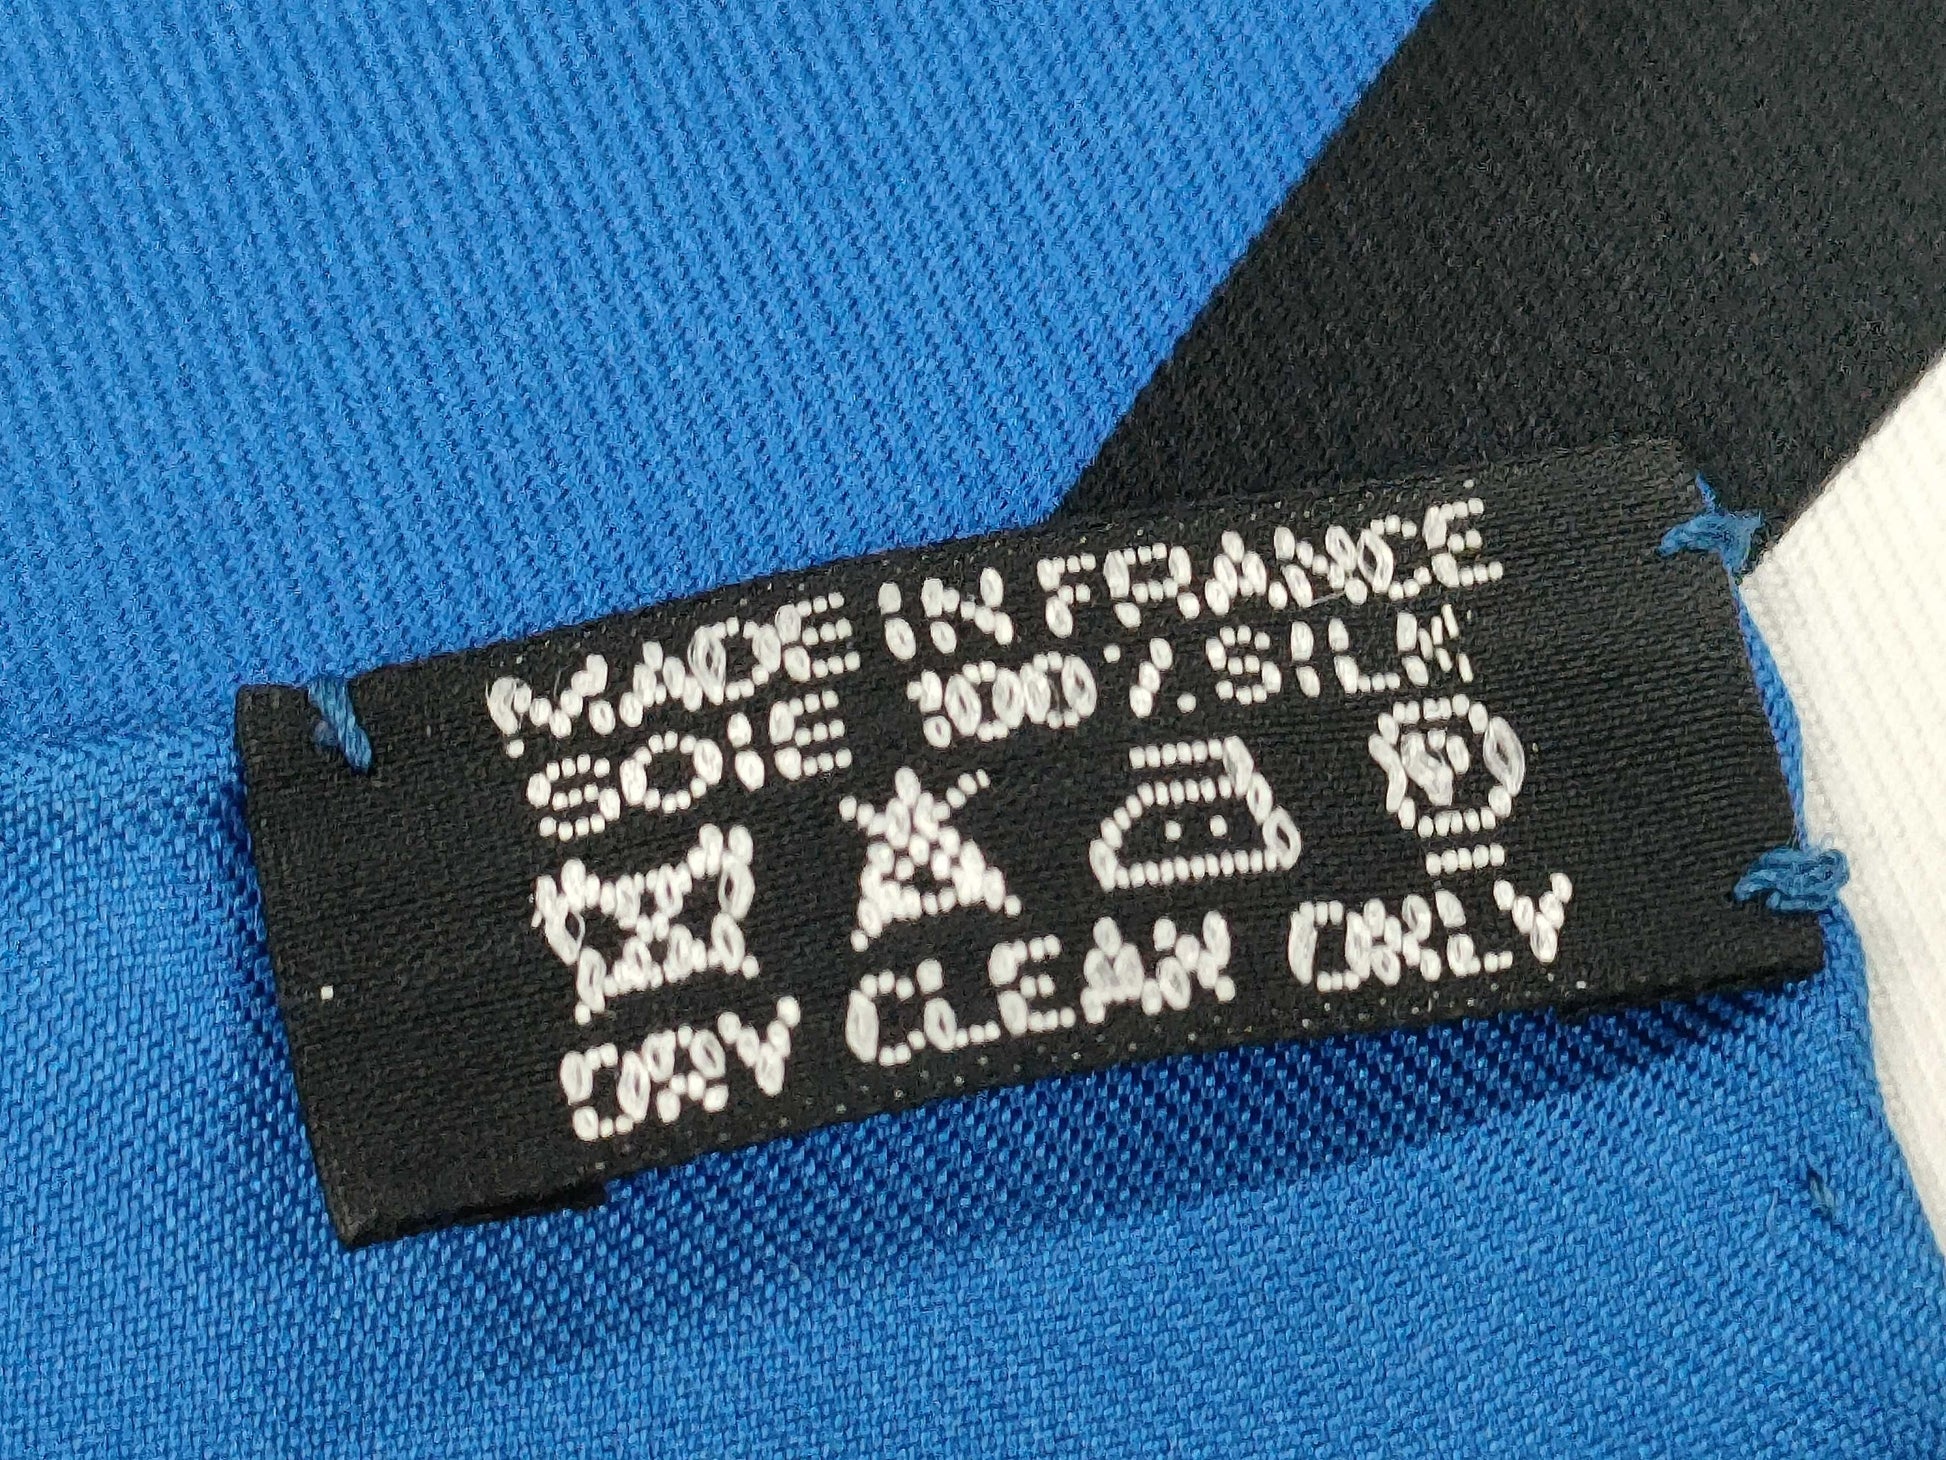 MADE IN FRANCE
SOIE 100% SILK
P
DRY CLEAN ONLY